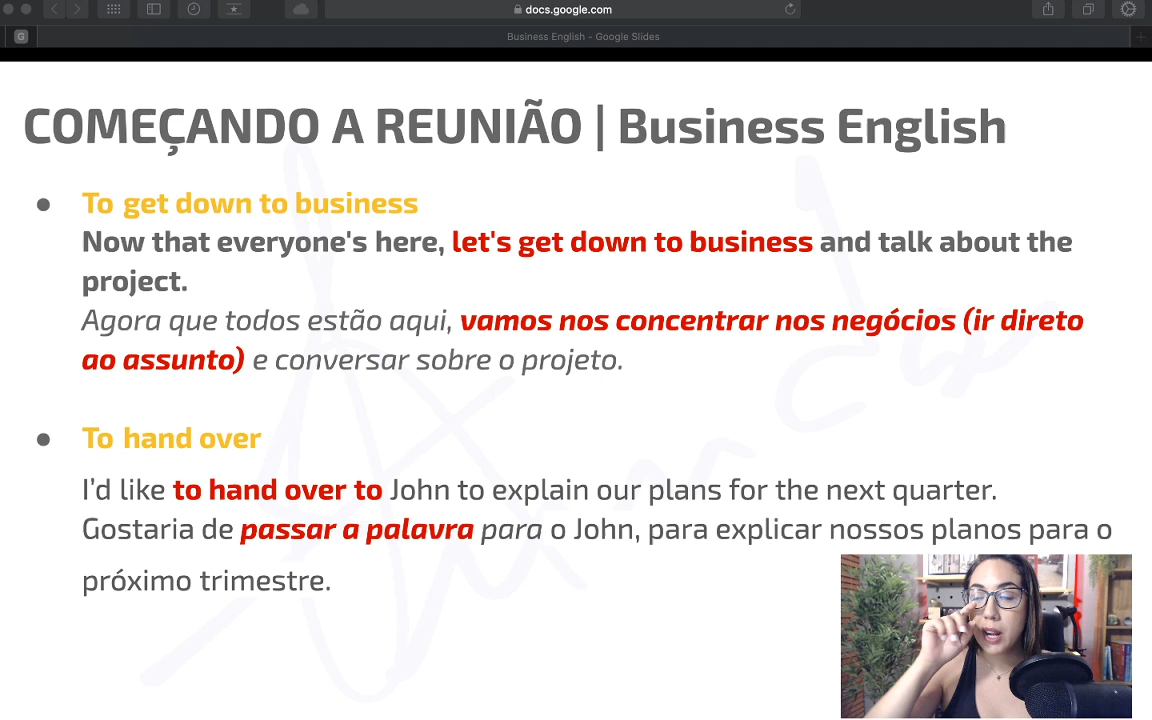 docs.google.com
G
Business English - Google Slides
COMEÇANDO A REUNIÃO | Business English
To get down to business
Now that everyone's here, let's get down to business and talk about the
project.
Agora que todos estão aqui, vamos nos concentrar nos negócios (ir direto
ao assunto) e conversar sobre o projeto.
To hand over
I'd like to hand over to John to explain our plans for the next quarter.
Gostaria de passar a palavra para o John, para explicar nossos planos para o
próximo trimestre.